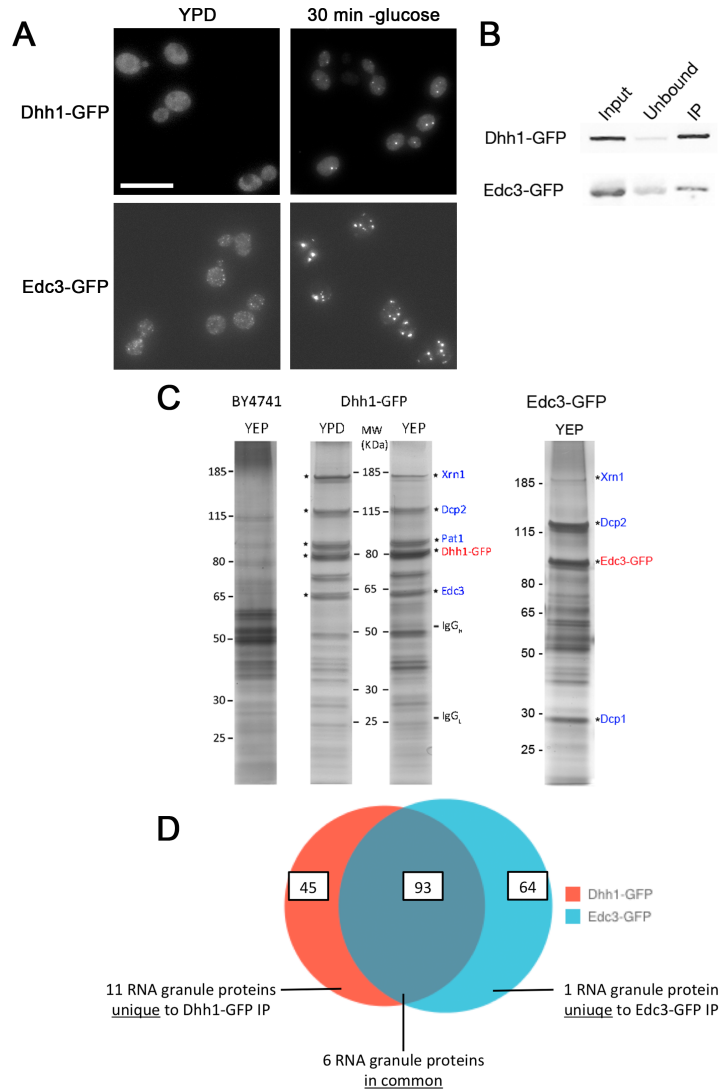 A
YPD
30 min -glucose
Dhh1-GFP
Edc3-GFP
B
Input
Unbound
IP
Dhh1-GFP
Edc3-GFP
C
BY4741
Dhh1-GFP
Edc3-GFP
YEP
YPD
MW
(KDa)
YEP
YEP
185
115
80
65
50
30
25
*
*
*
*
*
185
115
80
65
50
30
25
* Xrn1
* Dcp2
* Pat1
* Dhh1-GFP
* Edc3
IgGH
IgGL
185
115
80
65
50
30
25
*Xrn1
*Dcp2
*Edc3-GFP
*Dcp1
D
45
93
64
Dhh1-GFP
Edc3-GFP
11 RNA granule proteins
unique to Dhh1-GFP IP
1 RNA granule protein
uniuqe to Edc3-GFP IP
6 RNA granule proteins
in common